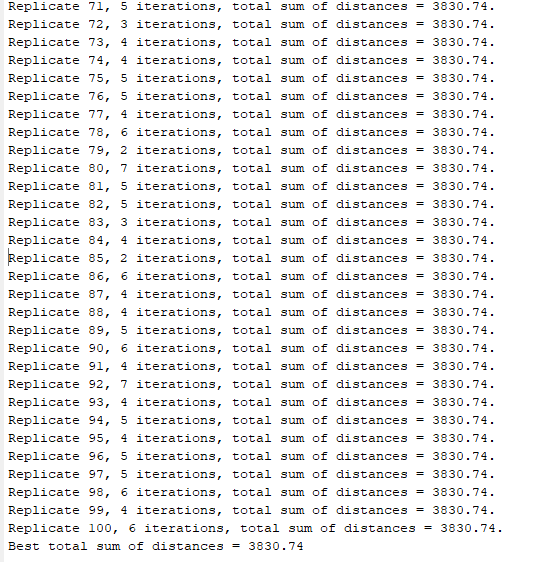 Replicate 71, 5 iterations, total sum of distances = 3830.74.
Replicate 72, 3 iterations, total sum of distances = 3830.74.
Replicate 73, 4 iterations, total sum of distances = 3830.74.
Replicate 74, 4 iterations, total sum of distances = 3830.74.
Replicate 75, 5 iterations, total sum of distances = 3830.74.
Replicate 76, 5 iterations, total sum of distances = 3830.74.
Replicate 77, 4 iterations, total sum of distances = 3830.74.
Replicate 78, 6 iterations, total sum of distances = 3830.74.
Replicate 79, 2 iterations, total sum of distances = 3830.74.
Replicate 80, 7 iterations, total sum of distances = 3830.74.
Replicate 81, 5 iterations, total sum of distances = 3830.74.
Replicate 82, 5 iterations, total sum of distances = 3830.74.
Replicate 83, 3 iterations, total sum of distances = 3830.74.
Replicate 84, 4 iterations, total sum of distances = 3830.74.
Replicate 85, 2 iterations, total sum of distances = 3830.74.
Replicate 86, 6 iterations, total sum of distances = 3830.74.
Replicate 87, 4 iterations, total sum of distances = 3830.74.
Replicate 88, 4 iterations, total sum of distances = 3830.74.
Replicate 89, 5 iterations, total sum of distances = 3830.74.
Replicate 90, 6 iterations, total sum of distances = 3830.74.
Replicate 91, 4 iterations, total sum of distances = 3830.74.
Replicate 92, 7 iterations, total sum of distances = 3830.74.
Replicate 93, 4 iterations, total sum of distances = 3830.74.
Replicate 94, 5 iterations, total sum of distances = 3830.74.
Replicate 95, 4 iterations, total sum of distances = 3830.74.
Replicate 96, 5 iterations, total sum of distances = 3830.74.
Replicate 97, 5 iterations, total sum of distances = 3830.74.
Replicate 98, 6 iterations, total sum of distances = 3830.74.
Replicate 99, 4 iterations, total sum of distances = 3830.74.
Replicate 100, 6 iterations, total sum of distances = 3830.74.
Best total sum of distances = 3830.74